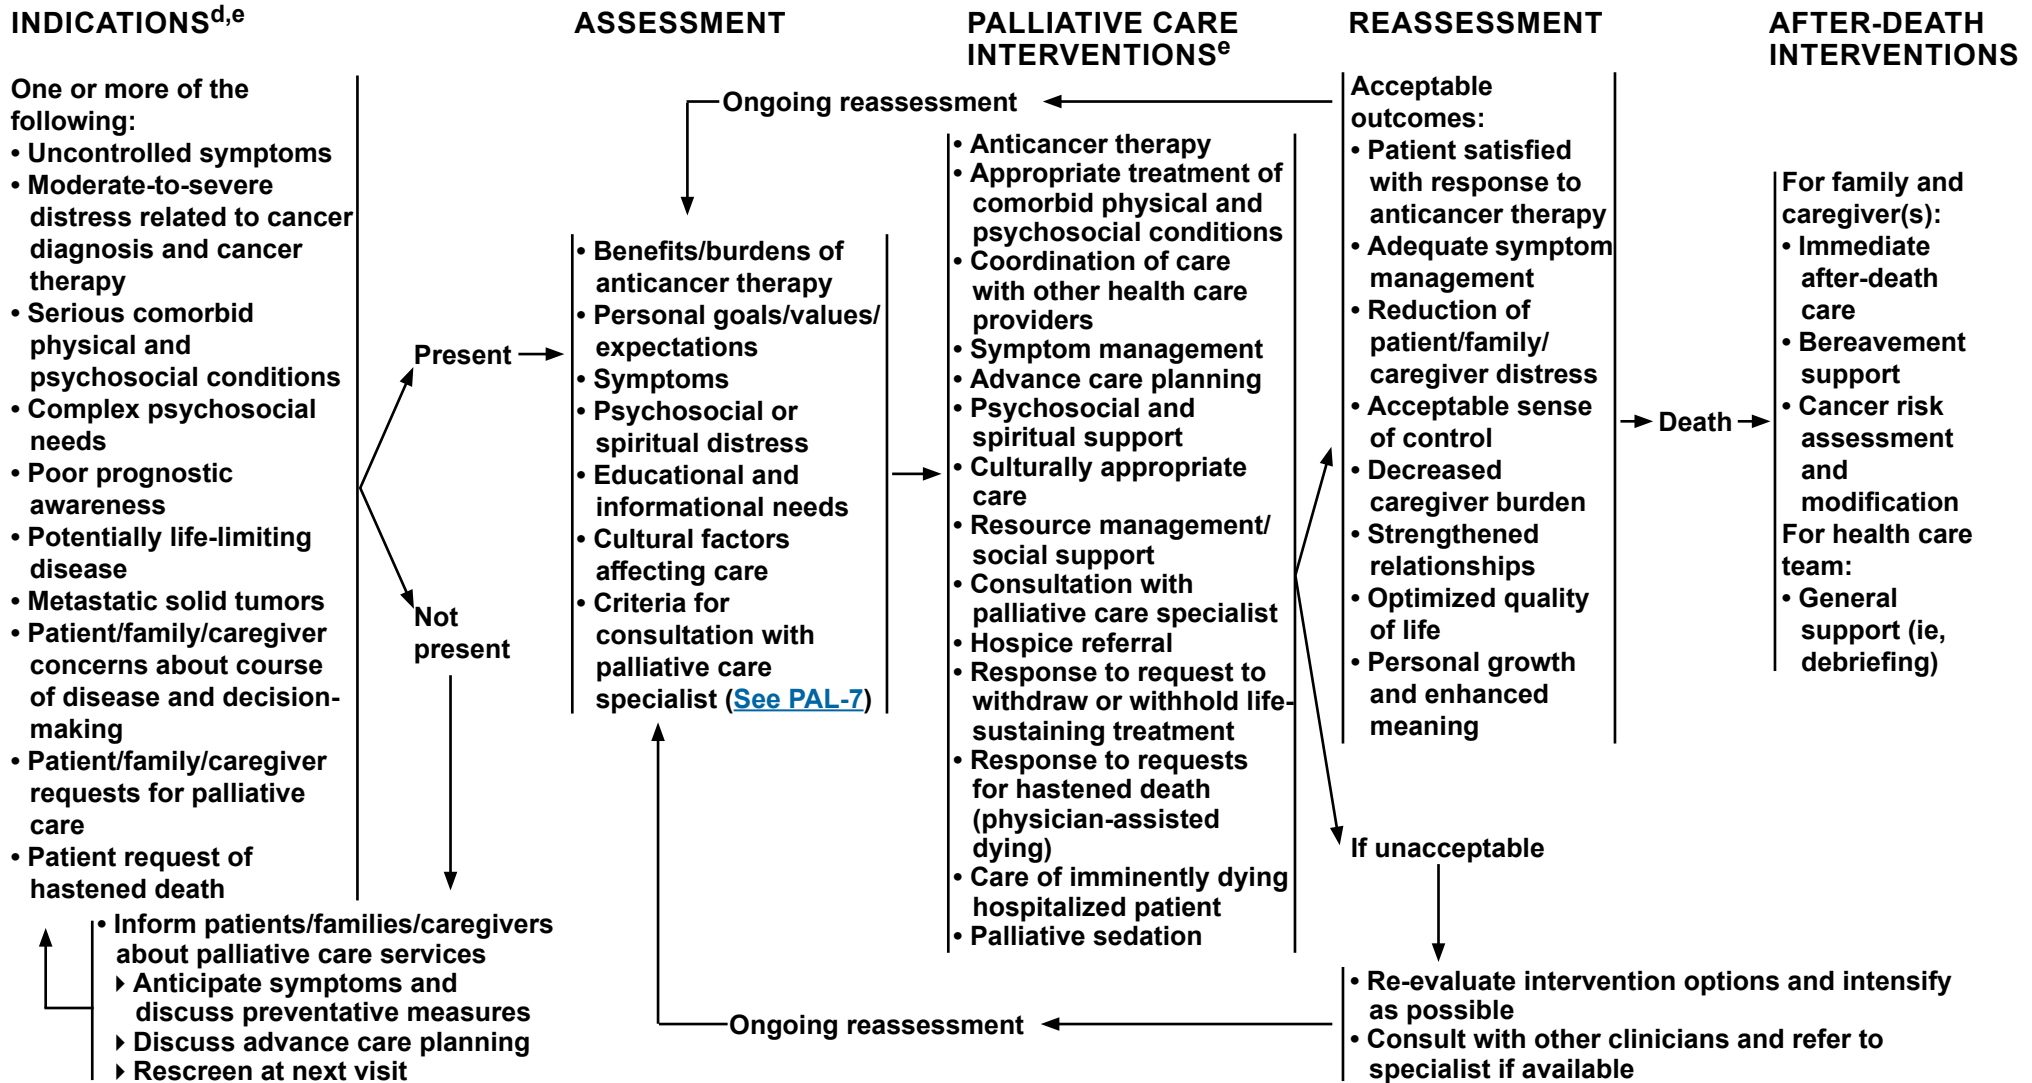 INDICATIONSd,e
One or more of the
following:
• Uncontrolled symptoms
• Moderate-to-severe
distress related to cancer
diagnosis and cancer
therapy
• Serious comorbid
physical and
psychosocial conditions
• Complex psychosocial
needs
• Poor prognostic
awareness
• Potentially life-limiting
disease
• Metastatic solid tumors
• Patient/family/caregiver
concerns about course
of disease and decision-
making
• Patient/family/caregiver
requests for palliative
care
• Patient request of
hastened death
Present
Not
present
• Inform patients/families/caregivers
about palliative care services
▸ Anticipate symptoms and
discuss preventative measures
▸ Discuss advance care planning
▸ Rescreen at next visit
ASSESSMENT
Ongoing reassessment
• Benefits/burdens of
anticancer therapy
• Personal goals/values/
expectations
• Symptoms
• Psychosocial or
spiritual distress
• Educational and
informational needs
• Cultural factors
affecting care
• Criteria for
consultation with
palliative care
specialist (See PAL-7)
Ongoing reassessment
PALLIATIVE CARE
INTERVENTIONSe
• Anticancer therapy
• Appropriate treatment of
comorbid physical and
psychosocial conditions
• Coordination of care
with other health care
providers
• Symptom management
• Advance care planning
• Psychosocial and
spiritual support
• Culturally appropriate
care
• Resource management/
social support
• Consultation with
palliative care specialist
• Hospice referral
• Response to request to
withdraw or withhold life-
sustaining treatment
• Response to requests
for hastened death
(physician-assisted
dying)
• Care of imminently dying
hospitalized patient
• Palliative sedation
REASSESSMENT
Acceptable
outcomes:
• Patient satisfied
with response to
anticancer therapy
• Adequate symptom
management
• Reduction of
patient/family/
caregiver distress
• Acceptable sense
of control
• Decreased
caregiver burden
• Strengthened
relationships
• Optimized quality
of life
• Personal growth
and enhanced
meaning
If unacceptable
• Re-evaluate intervention options and intensify
as possible
• Consult with other clinicians and refer to
specialist if available
Death
AFTER-DEATH
INTERVENTIONS
For family and
caregiver(s):
• Immediate
after-death
care
• Bereavement
support
• Cancer risk
assessment
and
modification
For health care
team:
• General
support (ie,
debriefing)